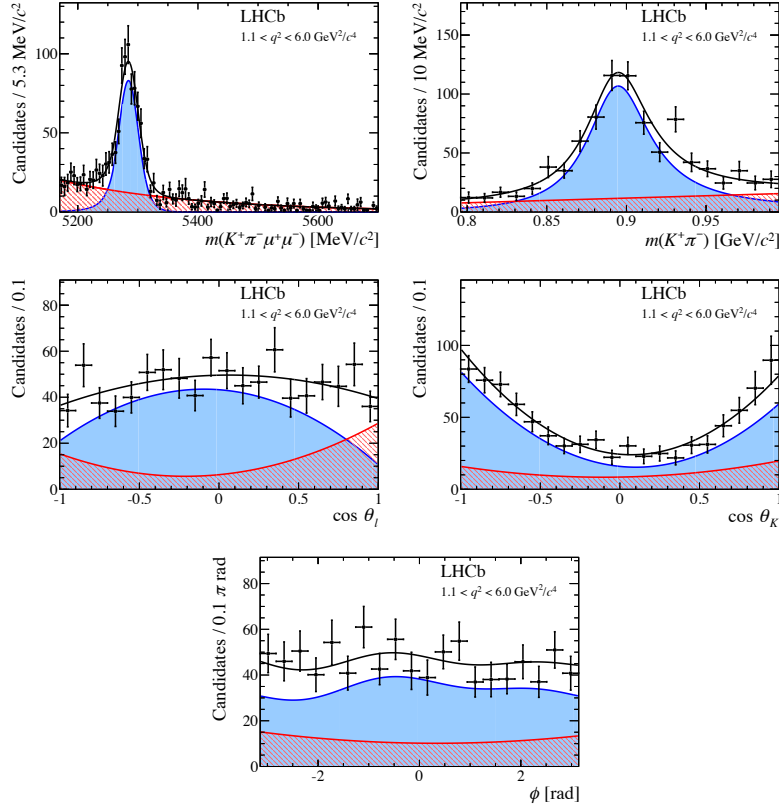 LHCb
1.1 < q² < 6.0 GeV²/c⁴
Candidates / 5.3 MeV/c²
100
50
0
5200
5400
5600
m(K⁺π⁻μ⁺μ⁻) [MeV/c²]
LHCb
1.1 < q² < 6.0 GeV²/c⁴
Candidates / 10 MeV/c²
150
100
50
0
0.8
0.85
0.9
0.95
m(K⁺π⁻) [GeV/c²]
LHCb
1.1 < q² < 6.0 GeV²/c⁴
Candidates / 0.1
80
60
40
20
0
-1
-0.5
0
0.5
1
cos θl
LHCb
1.1 < q² < 6.0 GeV²/c⁴
Candidates / 0.1
100
50
0
-1
-0.5
0
0.5
1
cos θK
LHCb
1.1 < q² < 6.0 GeV²/c⁴
Candidates / 0.1 π rad
80
60
40
20
0
-2
0
2
ϕ [rad]